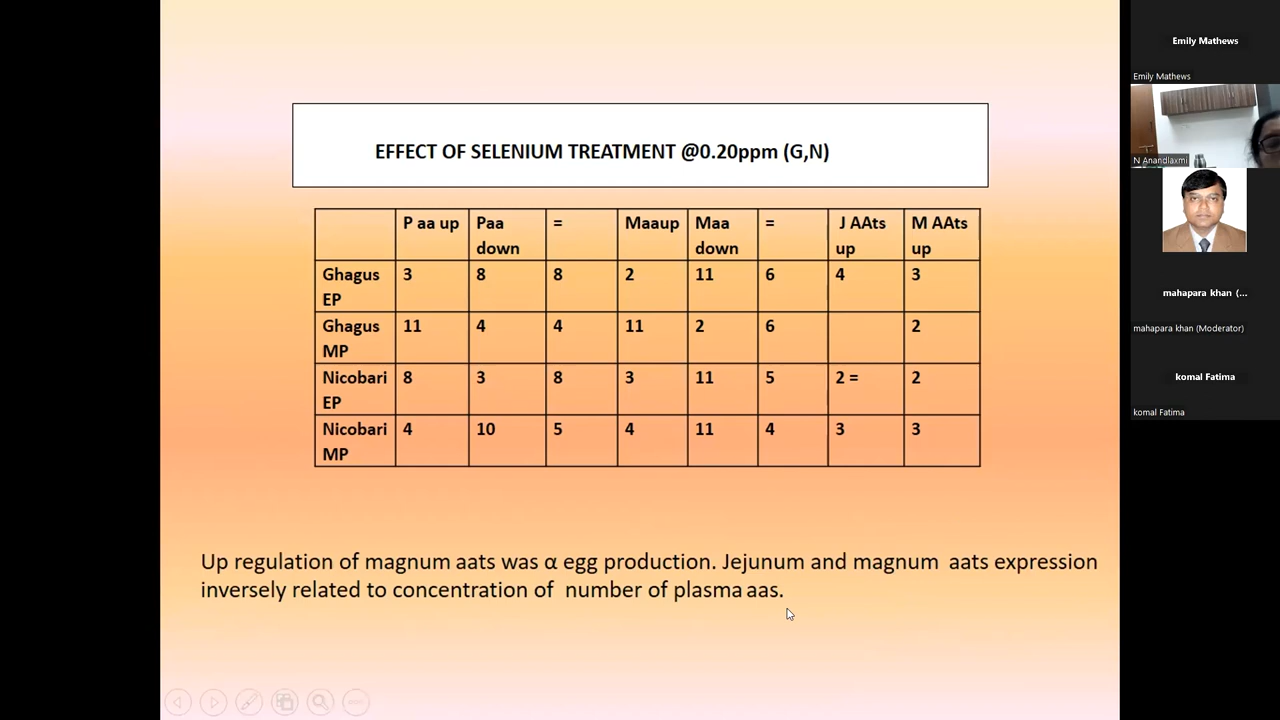 EFFECT OF SELENIUM TREATMENT @0.20ppm (G,N)
P aa up Paa down = Maaup Maa down = J AAts up M AAts up
Ghagus EP 3 8 8 2 11 6 4 3
Ghagus MP 11 4 4 11 2 6 2
Nicobari EP 8 3 8 3 11 5 2 = 2
Nicobari MP 4 10 5 4 11 4 3 3
Up regulation of magnum aats was α egg production. Jejunum and magnum aats expression
inversely related to concentration of number of plasma aas.
Emily Mathews
Emily Mathews
N Anandlaxmi
mahapara khan (...
mahapara khan (Moderator)
komal Fatima
komal Fatima